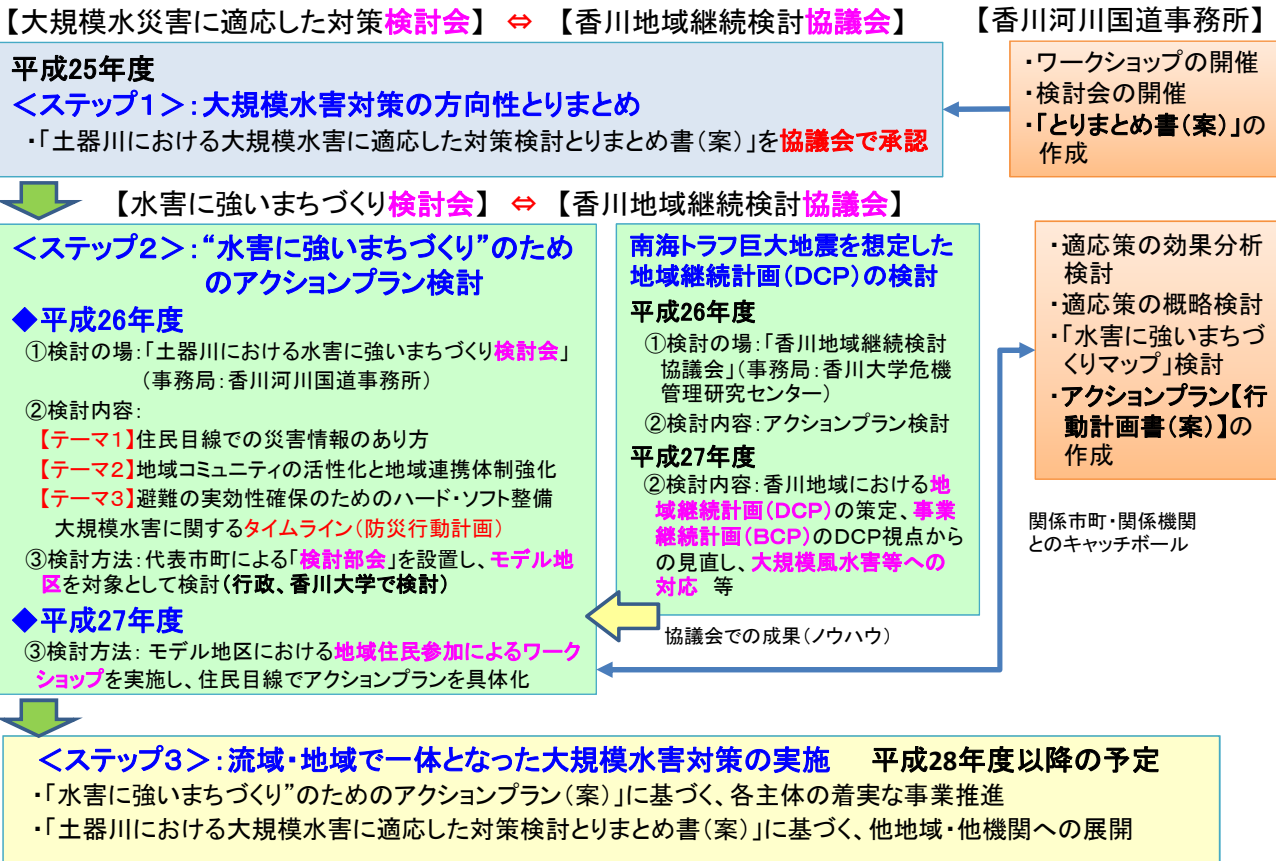 【大規模水災害に適応した対策検討会】 ⇔ 【香川地域継続検討協議会】
【香川河川国道事務所】
平成25年度
＜ステップ1＞:大規模水害対策の方向性とりまとめ
・「土器川における大規模水害に適応した対策検討とりまとめ書(案)」を協議会で承認
・ワークショップの開催
・検討会の開催
・「とりまとめ書(案)」の
作成
【水害に強いまちづくり検討会】 ⇔ 【香川地域継続検討協議会】
＜ステップ2＞:“水害に強いまちづくり”のため
のアクションプラン検討
◆平成26年度
①検討の場:「土器川における水害に強いまちづくり検討会」
(事務局:香川河川国道事務所)
②検討内容:
【テーマ1】住民目線での災害情報のあり方
【テーマ2】地域コミュニティの活性化と地域連携体制強化
【テーマ3】避難の実効性確保のためのハード・ソフト整備
大規模水害に関するタイムライン(防災行動計画)
③検討方法:代表市町による「検討部会」を設置し、モデル地
区を対象として検討(行政、香川大学で検討)
◆平成27年度
③検討方法: モデル地区における地域住民参加によるワーク
ショップを実施し、住民目線でアクションプランを具体化
南海トラフ巨大地震を想定した
地域継続計画(DCP)の検討
平成26年度
①検討の場:「香川地域継続検討
協議会」(事務局:香川大学危機
管理研究センター)
②検討内容:アクションプラン検討
平成27年度
②検討内容:香川地域における地
域継続計画(DCP)の策定、事業
継続計画(BCP)のDCP視点から
の見直し、大規模風水害等への
対応 等
協議会での成果(ノウハウ)
・適応策の効果分析
検討
・適応策の概略検討
・「水害に強いまちづ
くりマップ」検討
・アクションプラン【行
動計画書(案)】の
作成
関係市町・関係機関
とのキャッチボール
＜ステップ3＞:流域・地域で一体となった大規模水害対策の実施 平成28年度以降の予定
・「水害に強いまちづくり”のためのアクションプラン(案)」に基づく、各主体の着実な事業推進
・「土器川における大規模水害に適応した対策検討とりまとめ書(案)」に基づく、他地域・他機関への展開